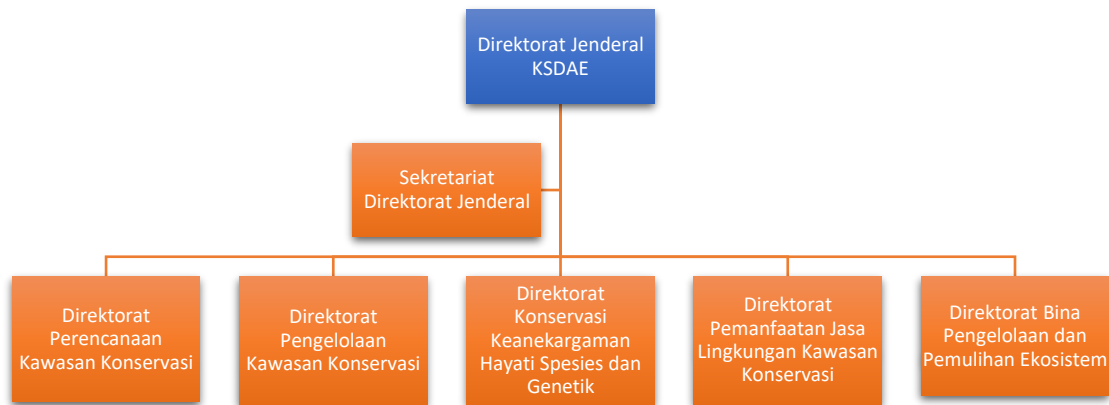 Direktorat Jenderal
KSDAE
Sekretariat
Direktorat Jenderal
Direktorat
Perencanaan
Kawasan Konservasi
Direktorat
Pengelolaan
Kawasan Konservasi
Direktorat
Konservasi
Keanekargaman
Hayati Spesies dan
Genetik
Direktorat
Pemanfaatan Jasa
Lingkungan Kawasan
Konservasi
Direktorat Bina
Pengelolaan dan
Pemulihan Ekosistem